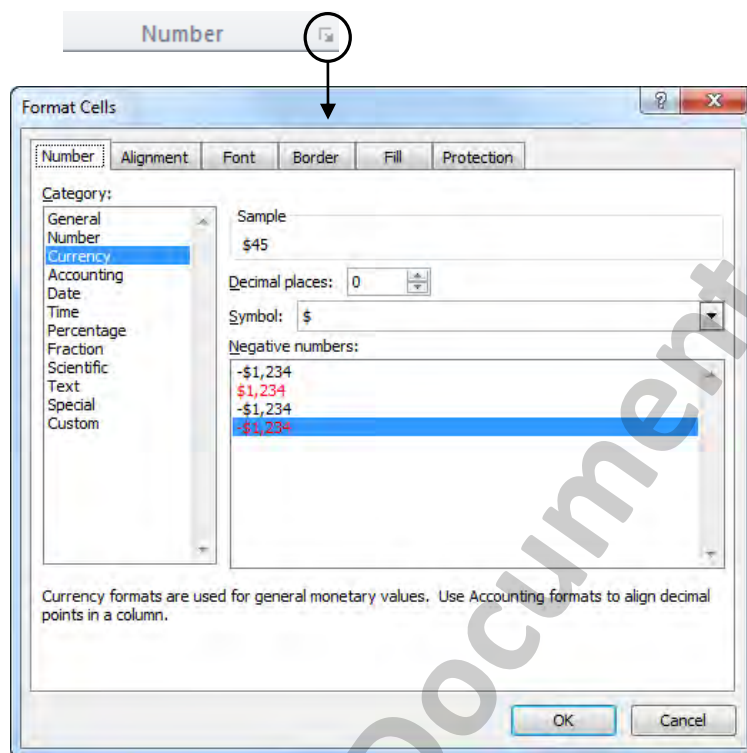 Number
Format Cells
Number Alignment Font Border Fill Protection
Category:
General
Number
Currency
Accounting
Date
Time
Percentage
Fraction
Scientific
Text
Special
Custom
Sample
$45
Decimal places: 0
Symbol: $
Negative numbers:
-$1,234
$1,234
-$1,234
-$1,234
Currency formats are used for general monetary values. Use Accounting formats to align decimal
points in a column.
OK Cancel
Document